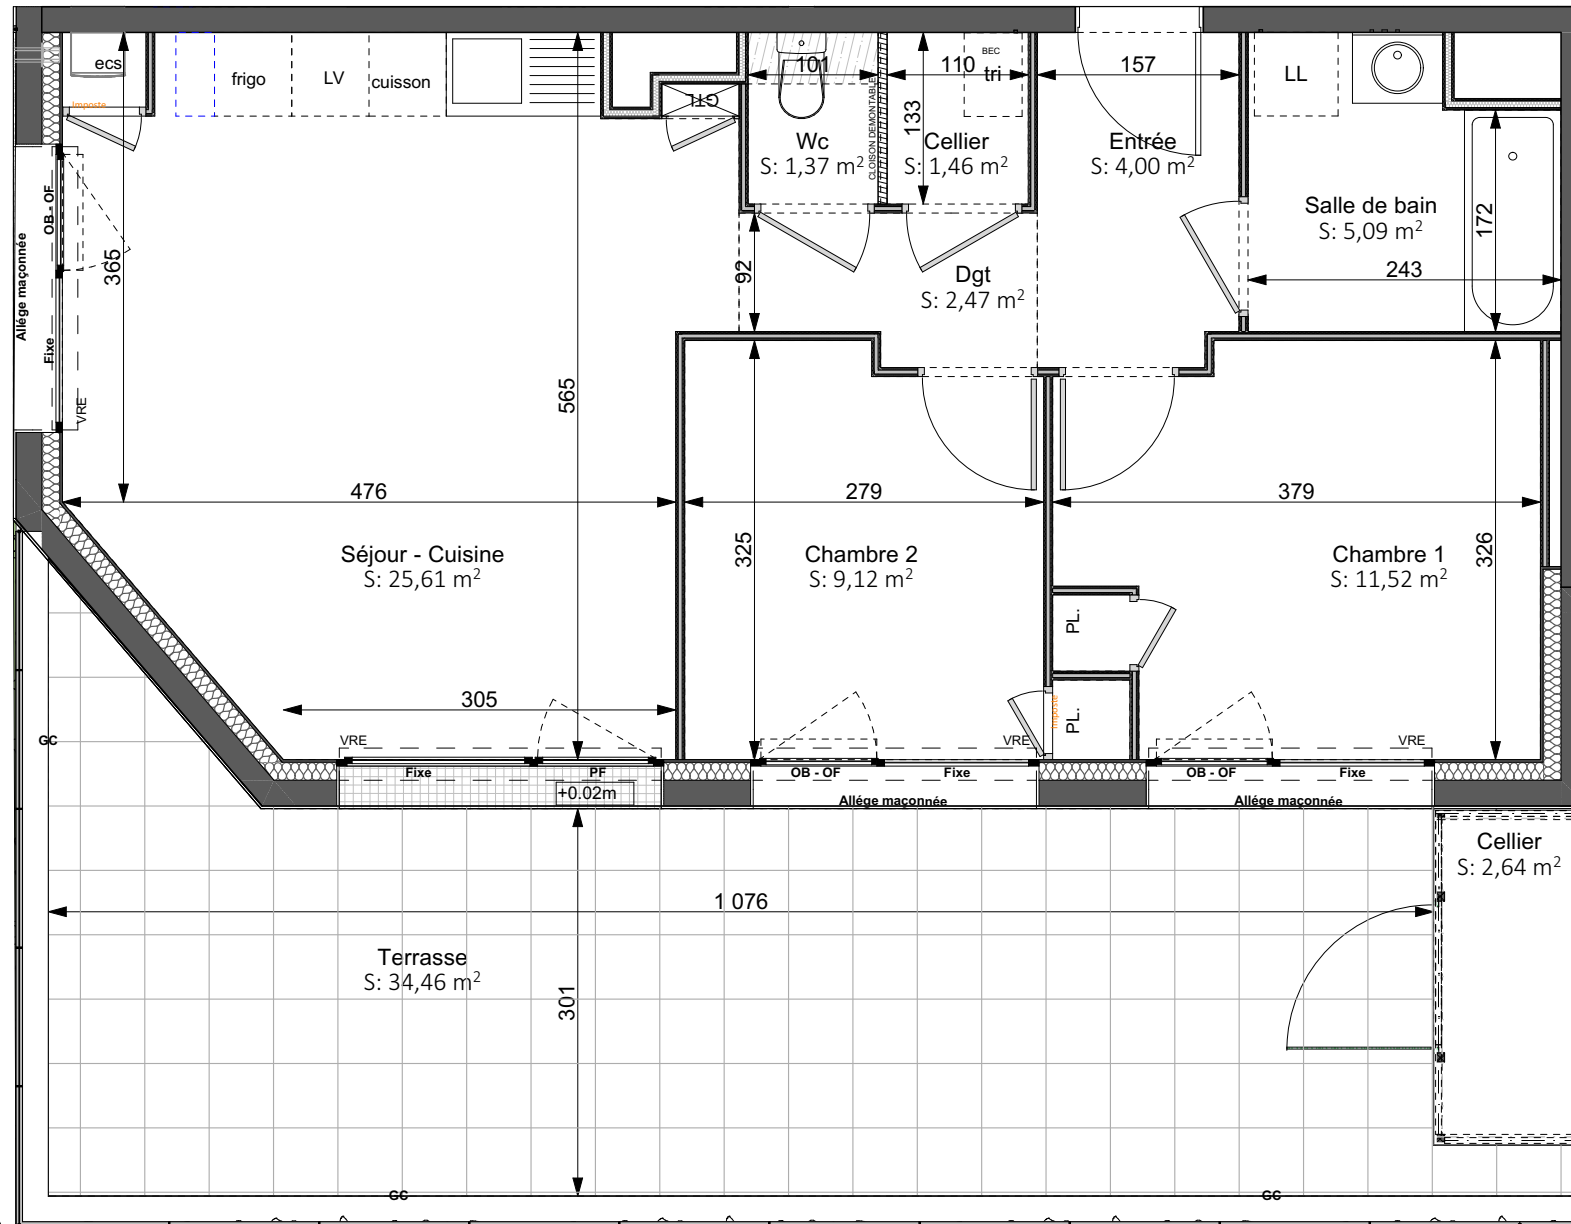 ecs
Imposte
frigo
LV
cuisson
GTL
101
CLOISON DEMONTABLE
Wc
S: 1,37 m²
110
BEC
tri
133
Cellier
S: 1,46 m²
157
Entrée
S: 4,00 m²
LL
Salle de bain
S: 5,09 m²
172
243
Allége maçonnée
OB - OF
Fixe
VRE
365
565
92
Dgt
S: 2,47 m²
476
279
379
Séjour - Cuisine
S: 25,61 m²
325
Chambre 2
S: 9,12 m²
Chambre 1
S: 11,52 m²
326
PL.
PL.
Imposte
305
GC
VRE
VRE
VRE
Fixe
PF
+0.02m
OB - OF
Fixe
Allége maçonnée
OB - OF
Fixe
Allége maçonnée
Cellier
S: 2,64 m²
1 076
Terrasse
S: 34,46 m²
301
GC
GC